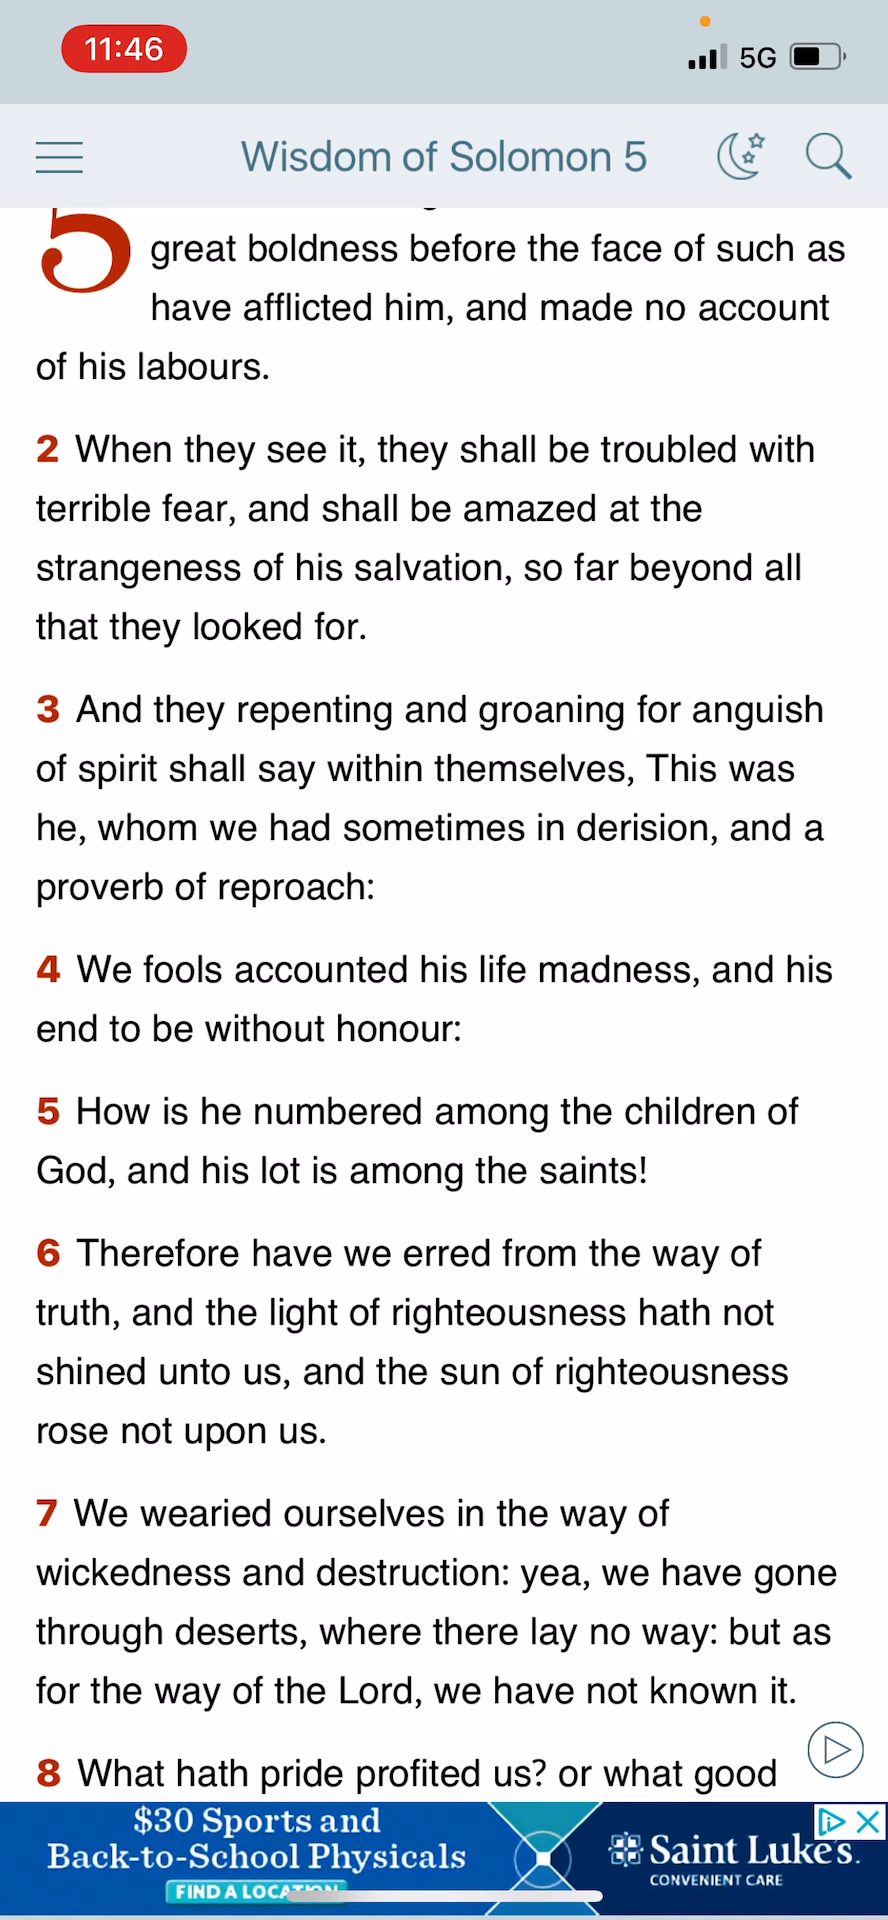 11:46
5G
Wisdom of Solomon 5
5
great boldness before the face of such as
have afflicted him, and made no account
of his labours.
2 When they see it, they shall be troubled with
terrible fear, and shall be amazed at the
strangeness of his salvation, so far beyond all
that they looked for.
3 And they repenting and groaning for anguish
of spirit shall say within themselves, This was
he, whom we had sometimes in derision, and a
proverb of reproach:
4 We fools accounted his life madness, and his
end to be without honour:
5 How is he numbered among the children of
God, and his lot is among the saints!
6 Therefore have we erred from the way of
truth, and the light of righteousness hath not
shined unto us, and the sun of righteousness
rose not upon us.
7 We wearied ourselves in the way of
wickedness and destruction: yea, we have gone
through deserts, where there lay no way: but as
for the way of the Lord, we have not known it.
8 What hath pride profited us? or what good
$30 Sports and
Back-to-School Physicals
FIND A LOCATION
Saint Luke's.
CONVENIENT CARE